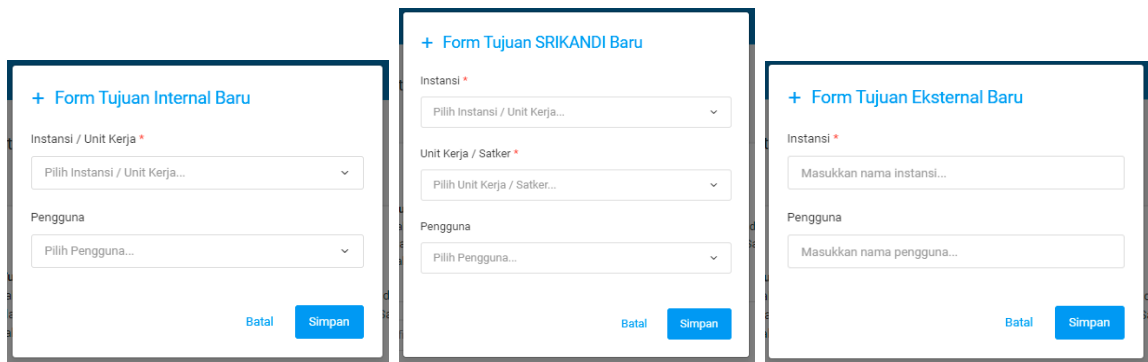 + Form Tujuan Internal Baru
Instansi / Unit Kerja *
Pilih Instansi / Unit Kerja...
Pengguna
Pilih Pengguna...
Batal Simpan
+ Form Tujuan SRIKANDI Baru
Instansi *
Pilih Instansi / Unit Kerja...
Unit Kerja / Satker *
Pilih Unit Kerja / Satker...
Pengguna
Pilih Pengguna...
Batal Simpan
+ Form Tujuan Eksternal Baru
Instansi *
Masukkan nama instansi...
Pengguna
Masukkan nama pengguna...
Batal Simpan